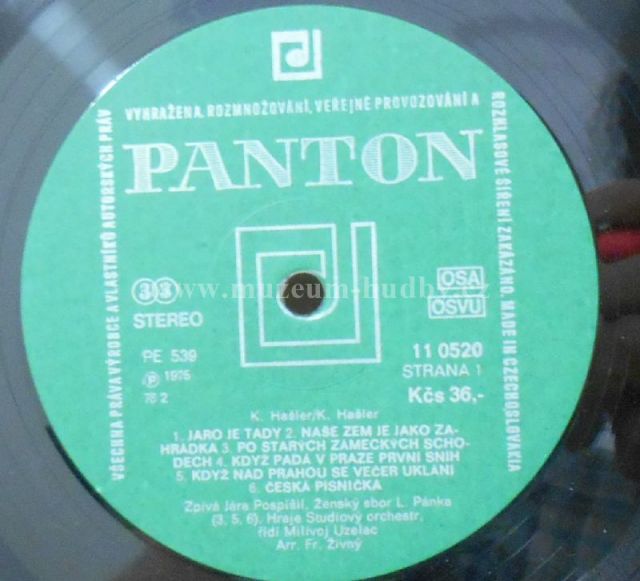 VYHRAŽENA, ROZMNOŽOVÁNÍ, VEŘEJNÉ PROVOZOVÁNÍ A
VŠECHNA PRÁVA VÝROBCE A VLASTNÍKŮ AUTORSKÝCH PRÁV
ROZHLASOVÉ ŠÍŘENÍ ZAKÁZÁNO. MADE IN CZECHOSLOVAKIA
PANTON
33
STEREO
OSA
OSVU
www.muzeum-hudby.cz
PE 539
Ⓟ 1975
76 2
11 0520
STRANA 1
Kčs 36,-
K. Hašler/K. Hašler
1. JARO JE TADY 2. NAŠE ZEM JE JAKO ZA-
HRÁDKA 3. PO STARÝCH ZÁMECKÝCH SCHO-
DECH 4. KDYŽ PADÁ V PRAZE PRVNÍ SNÍH
5. KDYŽ NAD PRAHOU SE VEČER UKLÁNÍ
6. ČESKÁ PÍSNIČKA
Zpívá Jára Pospíšil, Ženský sbor L. Pánka
(3, 5, 6). Hraje Studiový orchestr,
řídí Milivoj Uzelac
Arr. Fr. Živný